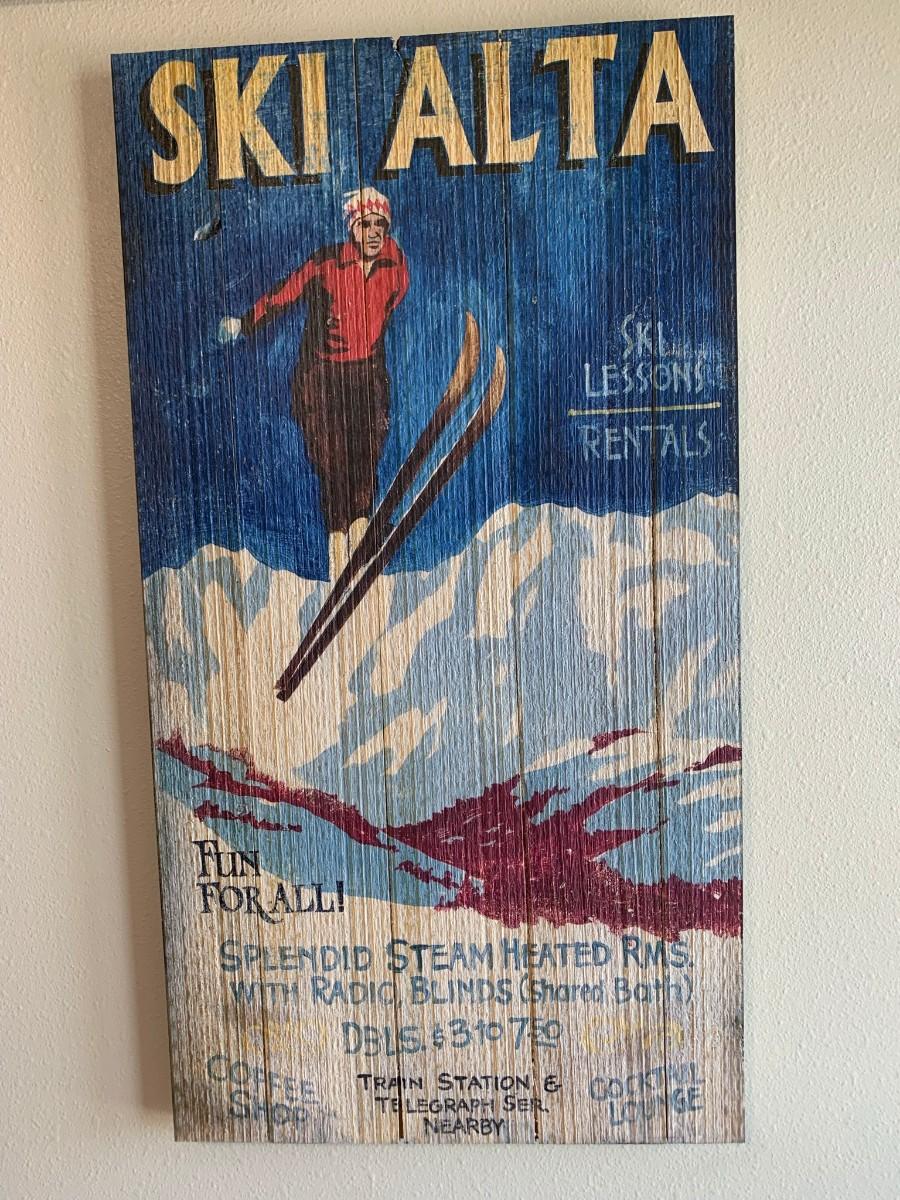 SKI ALTA
SKI
LESSONS
RENTALS
FUN
FOR ALL!
SPLENDID STEAM HEATED RMS.
WITH RADIO, BLINDS (Shared Bath)
DBLS. $3 to 7.50
COFFEE
SHOP
TRAIN STATION &
TELEGRAPH SER.
NEARBY
COCKTAIL
LOUNGE